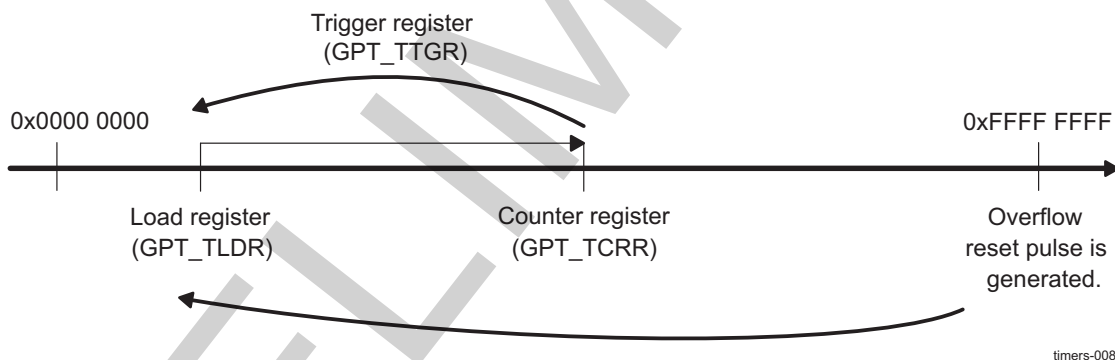 Trigger register
(GPT_TTGR)
0x0000 0000
0xFFFF FFFF
Load register
(GPT_TLDR)
Counter register
(GPT_TCRR)
Overflow
reset pulse is
generated.
timers-008